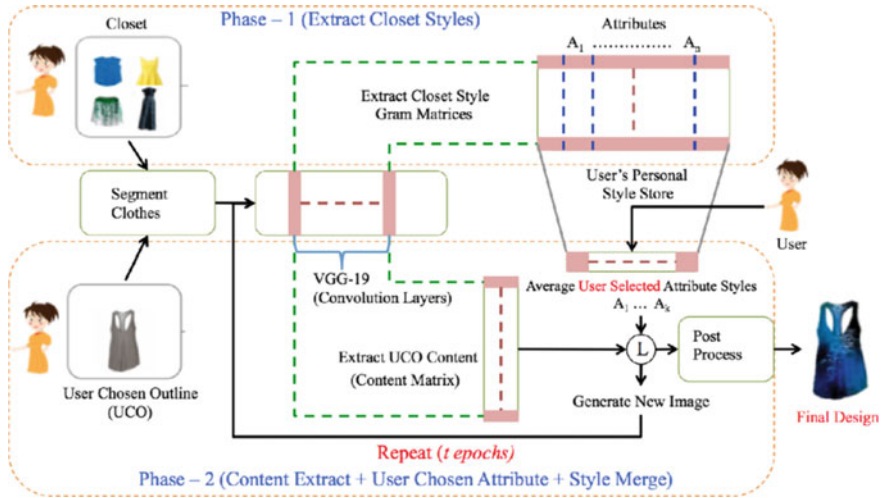 Phase – 1 (Extract Closet Styles)
Closet
Attributes
A1 ..................... An
Extract Closet Style
Gram Matrices
Segment
Clothes
User's Personal
Style Store
User
VGG-19
(Convolution Layers)
Average User Selected Attribute Styles
A1 ... Ak
User Chosen Outline
(UCO)
Extract UCO Content
(Content Matrix)
L
Post
Process
Generate New Image
Final Design
Repeat (t epochs)
Phase – 2 (Content Extract + User Chosen Attribute + Style Merge)